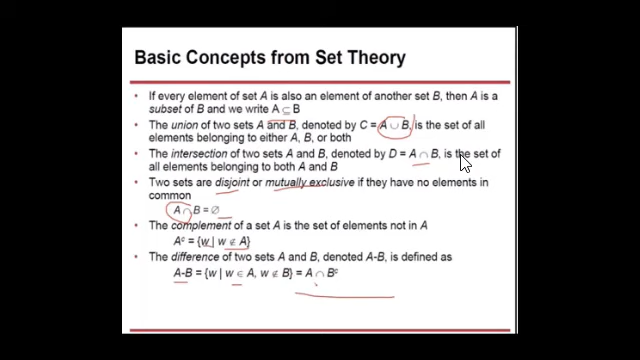 Basic Concepts from Set Theory
• If every element of set A is also an element of another set B, then A is a
subset of B and we write A ⊆ B
• The union of two sets A and B, denoted by C = A ∪ B, is the set of all
elements belonging to either A, B, or both
• The intersection of two sets A and B, denoted by D = A ∩ B, is the set of
all elements belonging to both A and B
• Two sets are disjoint or mutually exclusive if they have no elements in
common
A ∩ B = ∅
• The complement of a set A is the set of elements not in A
Aᶜ = {w | w ∉ A}
• The difference of two sets A and B, denoted A-B, is defined as
A-B = {w | w ∈ A, w ∉ B} = A ∩ Bᶜ